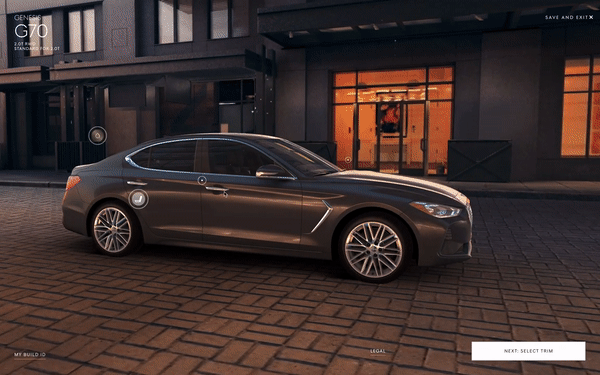 GENESIS
G70
2.0T RWD
STANDARD FOR 2.0T
SAVE AND EXIT X
MY BUILD ID
LEGAL
NEXT: SELECT TRIM